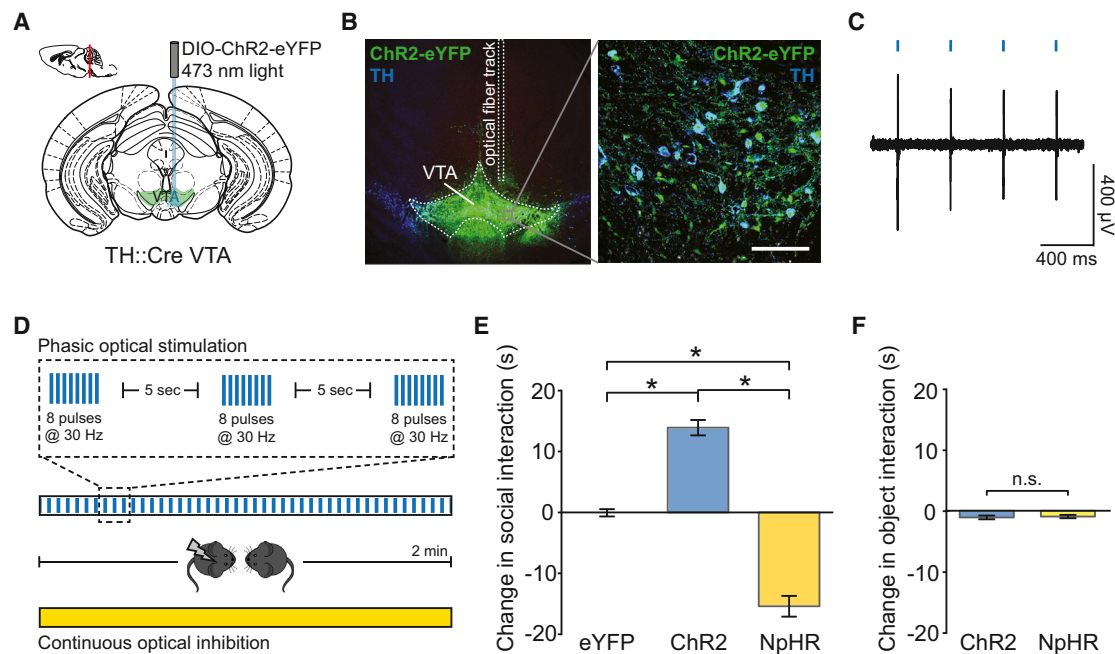 A
DIO-ChR2-eYFP
473 nm light
VTA
TH::Cre VTA
B
ChR2-eYFP
TH
optical fiber track
VTA
ChR2-eYFP
TH
C
400 µV
400 ms
D
Phasic optical stimulation
5 sec
5 sec
8 pulses
@ 30 Hz
8 pulses
@ 30 Hz
8 pulses
@ 30 Hz
2 min
Continuous optical inhibition
E
Change in social interaction (s)
20
10
0
-10
-20
*
*
*
eYFP
ChR2
NpHR
F
Change in object interaction (s)
20
10
0
-10
-20
n.s.
ChR2
NpHR